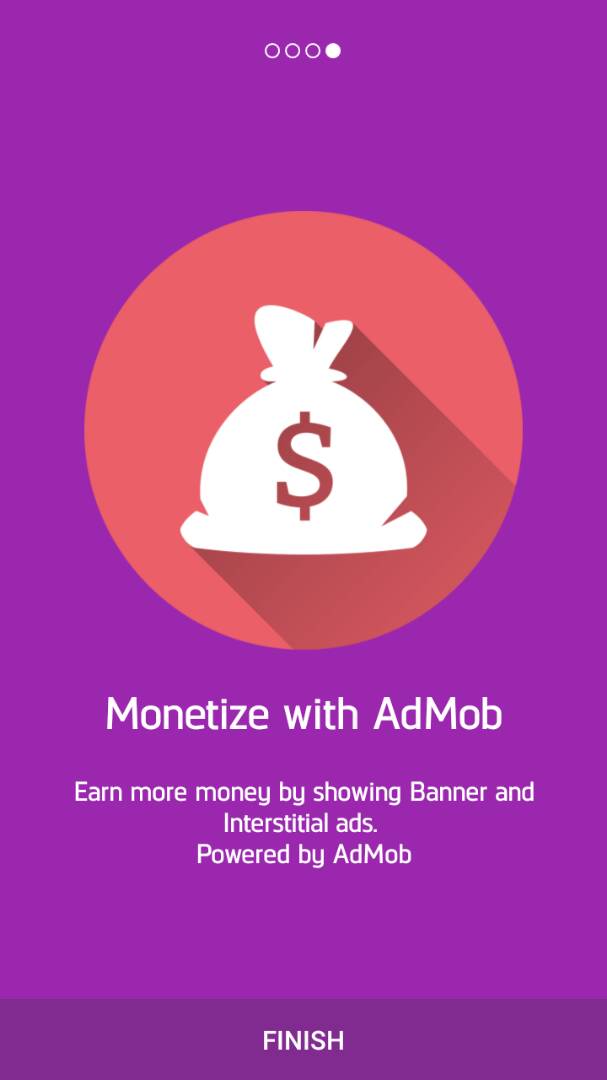 $
Monetize with AdMob
Earn more money by showing Banner and
Interstitial ads.
Powered by AdMob
FINISH